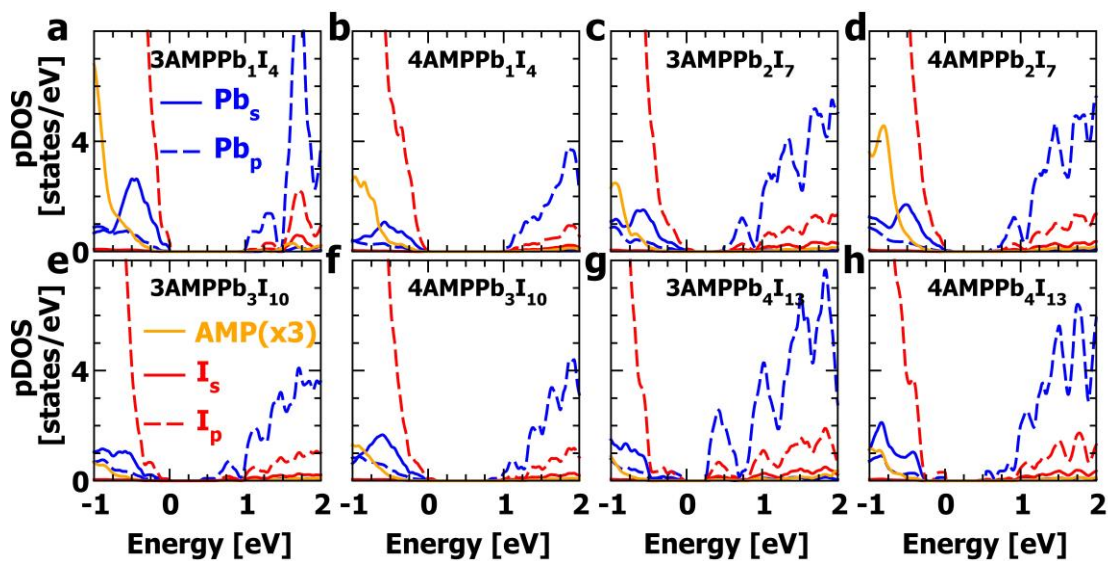 a
3AMPPb₁I₄
b
4AMPPb₁I₄
c
3AMPPb₂I₇
d
4AMPPb₂I₇
Pb_s
Pb_p
pDOS
[states/eV]
4
0
e
3AMPPb₃I₁₀
f
4AMPPb₃I₁₀
g
3AMPPb₄I₁₃
h
4AMPPb₄I₁₃
AMP(x3)
I_s
I_p
pDOS
[states/eV]
4
0
-1 0 1 2 -1 0 1 2 -1 0 1 2 -1 0 1 2
Energy [eV] Energy [eV] Energy [eV] Energy [eV]